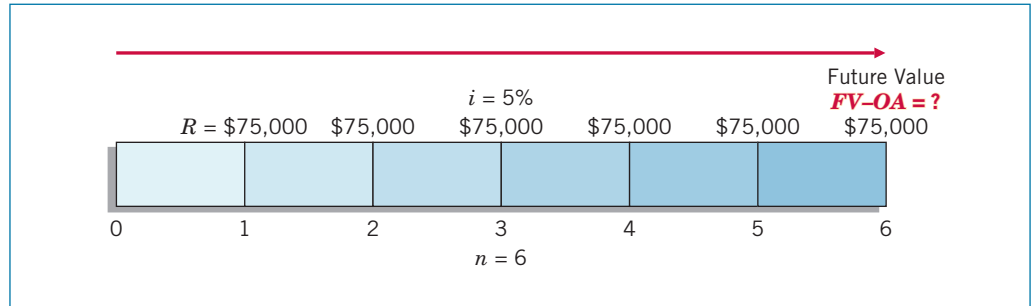 Future Value
i = 5%
FV–OA = ?
R = $75,000 $75,000 $75,000 $75,000 $75,000 $75,000
0 1 2 3 4 5 6
n = 6